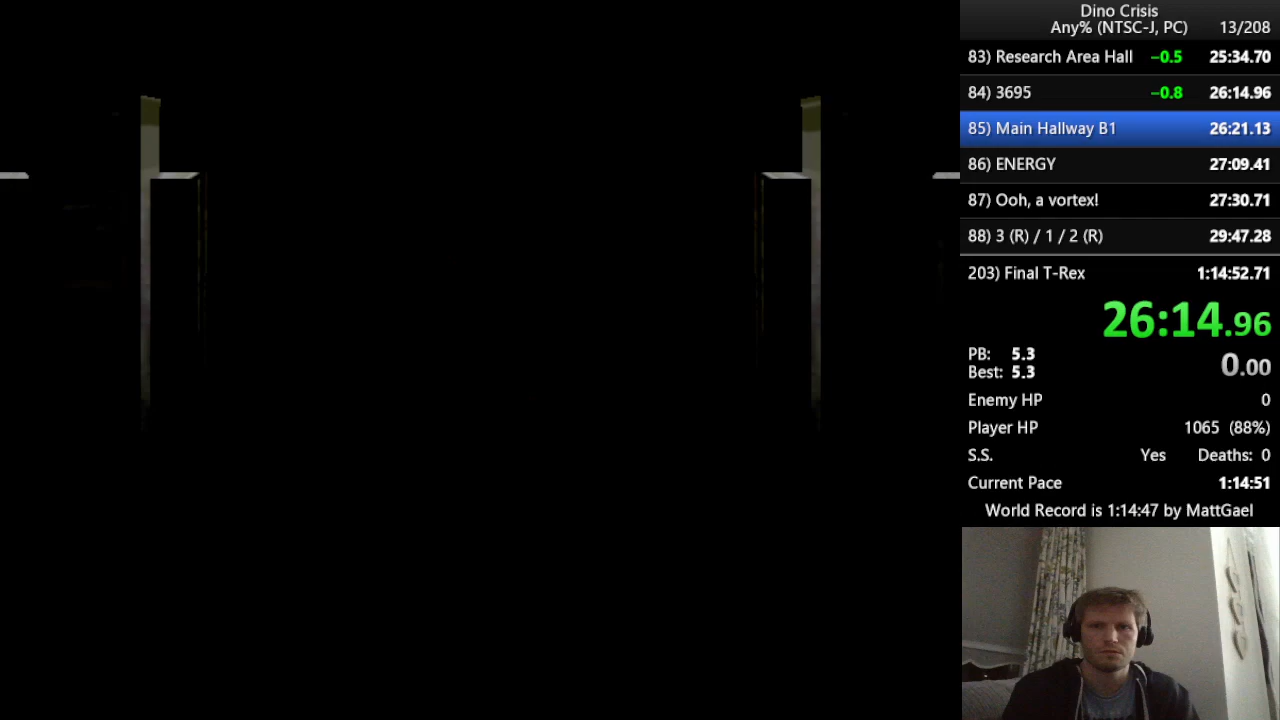 Dino Crisis
Any% (NTSC-J, PC) 13/208
83) Research Area Hall −0.5 25:34.70
84) 3695 −0.8 26:14.96
85) Main Hallway B1 26:21.13
86) ENERGY 27:09.41
87) Ooh, a vortex! 27:30.71
88) 3 (R) / 1 / 2 (R) 29:47.28
203) Final T-Rex 1:14:52.71
26:14.96
PB: 5.3
Best: 5.3 0.00
Enemy HP 0
Player HP 1065 (88%)
S.S. Yes Deaths: 0
Current Pace 1:14:51
World Record is 1:14:47 by MattGael